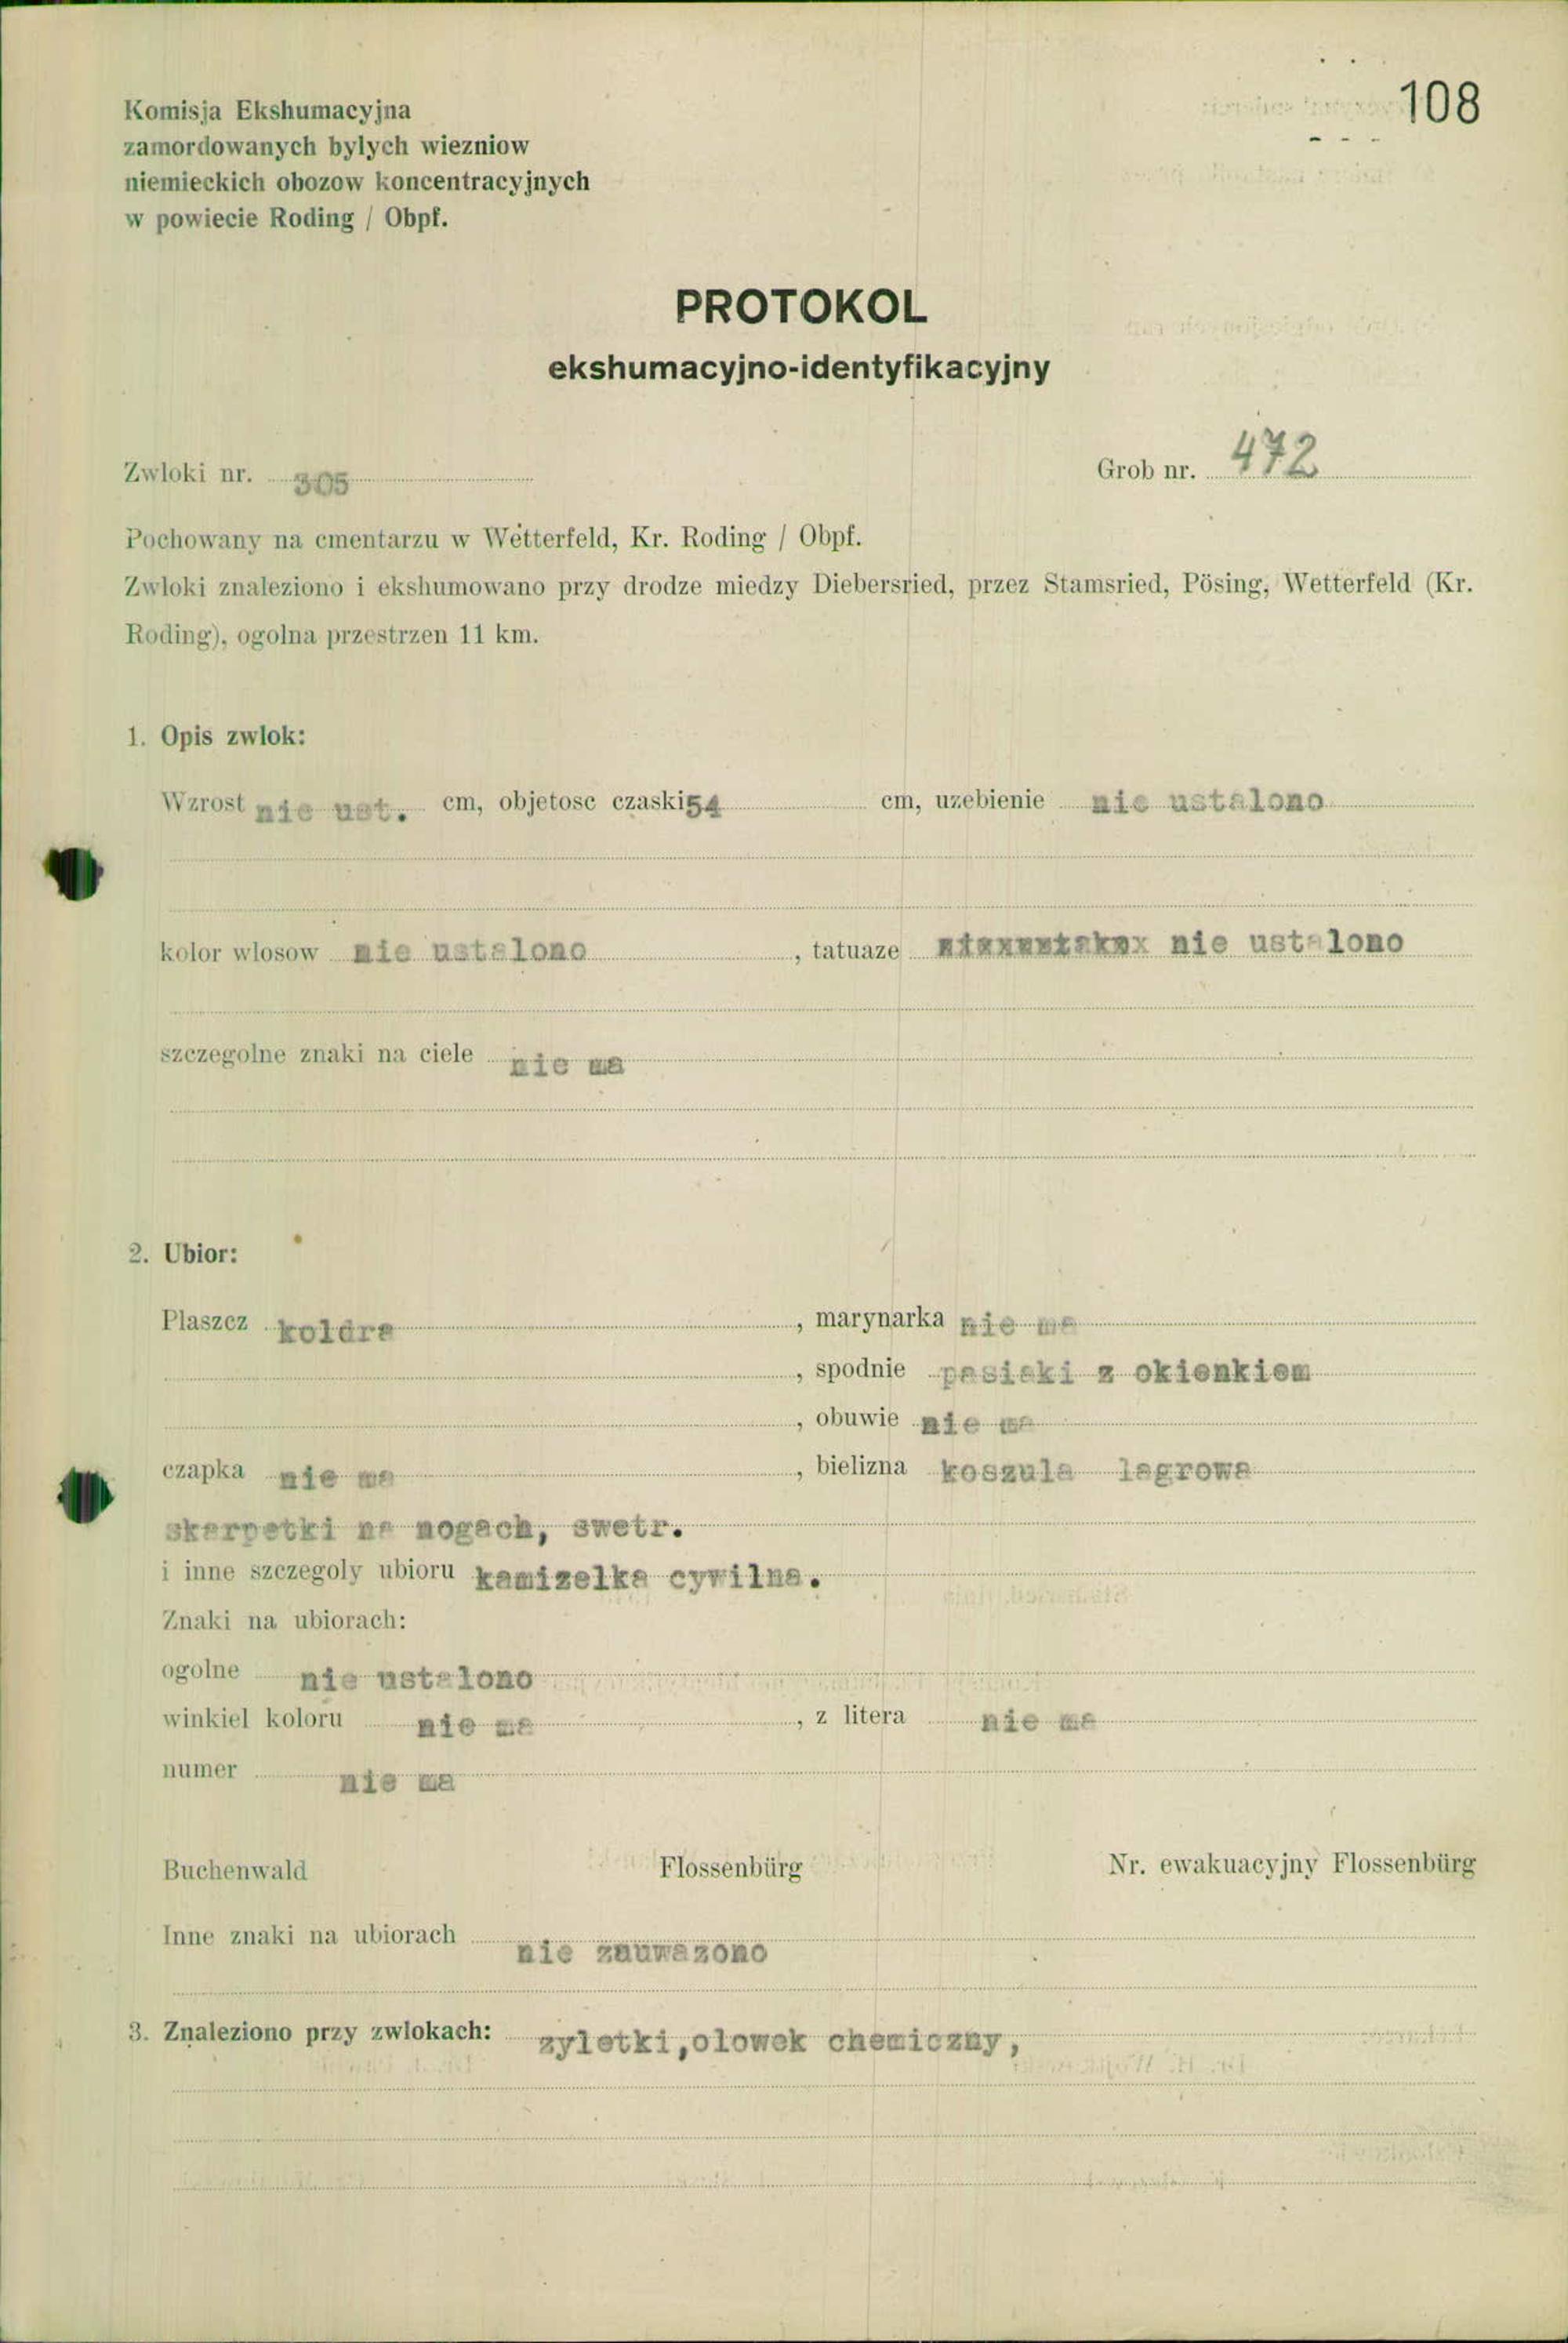 108
Komisja Ekshumacyjna
zamordowanych bylych wiezniow
niemieckich obozow koncentracyjnych
w powiecie Roding / Obpf.
PROTOKOL
ekshumacyjno-identyfikacyjny
Zwloki nr. 305 Grob nr. 472
Pochowany na cmentarzu w Wetterfeld, Kr. Roding / Obpf.
Zwloki znaleziono i ekshumowano przy drodze miedzy Diebersried, przez Stamsried, Pösing, Wetterfeld (Kr.
Roding), ogolna przestrzen 11 km.
1. Opis zwlok:
Wzrost nie ust. cm, objetosc czaski 54 cm, uzebienie nie ustalono
kolor wlosow nie ustalono, tatuaze nie ustalono
szczegolne znaki na ciele nie ma
2. Ubior:
Plaszcz koldra, marynarka nie ma
, spodnie pasiaki z okienkiem
, obuwie nie ma
czapka nie ma, bielizna koszula lagrowa
skarpetki na nogach, swetr.
i inne szczegoly ubioru kamizelka cywilna.
Znaki na ubiorach:
ogolne nie ustalono
winkiel koloru nie ma, z litera nie ma
numer nie ma
Buchenwald Flossenbürg Nr. ewakuacyjny Flossenbürg
Inne znaki na ubiorach nie zauwazono
3. Znaleziono przy zwlokach: zyletki,olowek chemiczny,